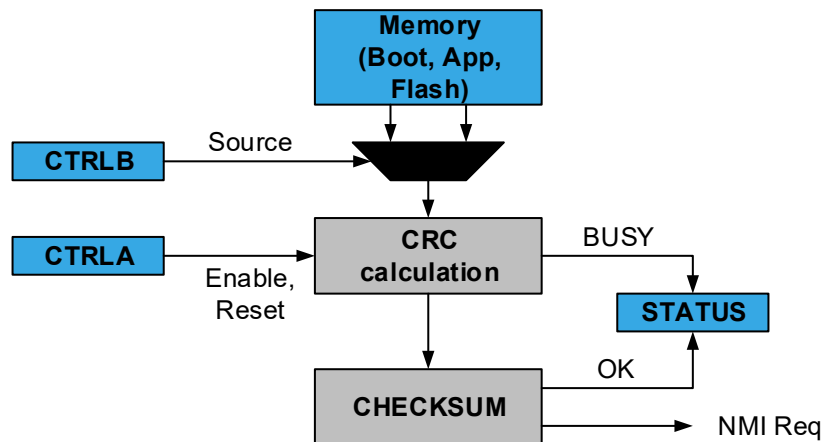 Memory
(Boot, App,
Flash)
CTRLB
Source
CTRLA
Enable,
Reset
CRC
calculation
BUSY
STATUS
CHECKSUM
OK
NMI Req